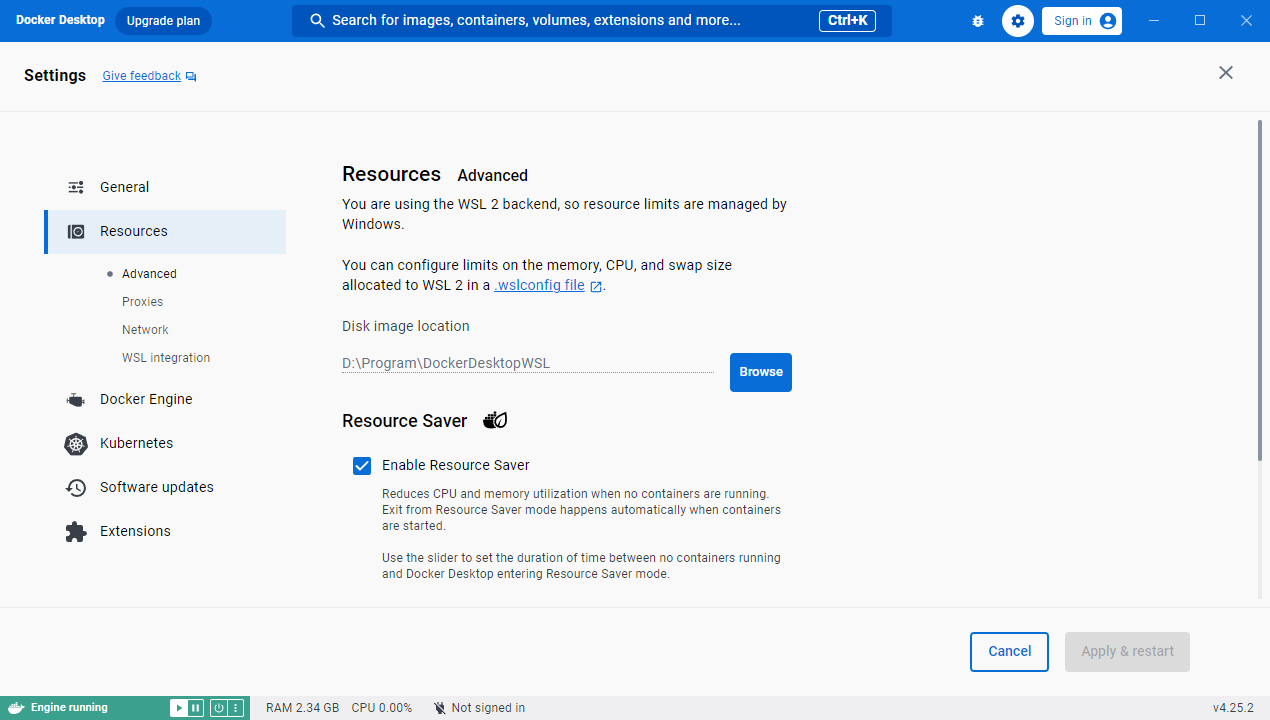 Docker Desktop
Upgrade plan
Search for images, containers, volumes, extensions and more...
Ctrl+K
Sign in
Settings
Give feedback
General
Resources
Advanced
Proxies
Network
WSL integration
Docker Engine
Kubernetes
Software updates
Extensions
Resources Advanced
You are using the WSL 2 backend, so resource limits are managed by
Windows.
You can configure limits on the memory, CPU, and swap size
allocated to WSL 2 in a .wslconfig file.
Disk image location
D:\Program\DockerDesktopWSL
Browse
Resource Saver
Enable Resource Saver
Reduces CPU and memory utilization when no containers are running.
Exit from Resource Saver mode happens automatically when containers
are started.
Use the slider to set the duration of time between no containers running
and Docker Desktop entering Resource Saver mode.
Cancel
Apply & restart
Engine running
RAM 2.34 GB
CPU 0.00%
Not signed in
v4.25.2